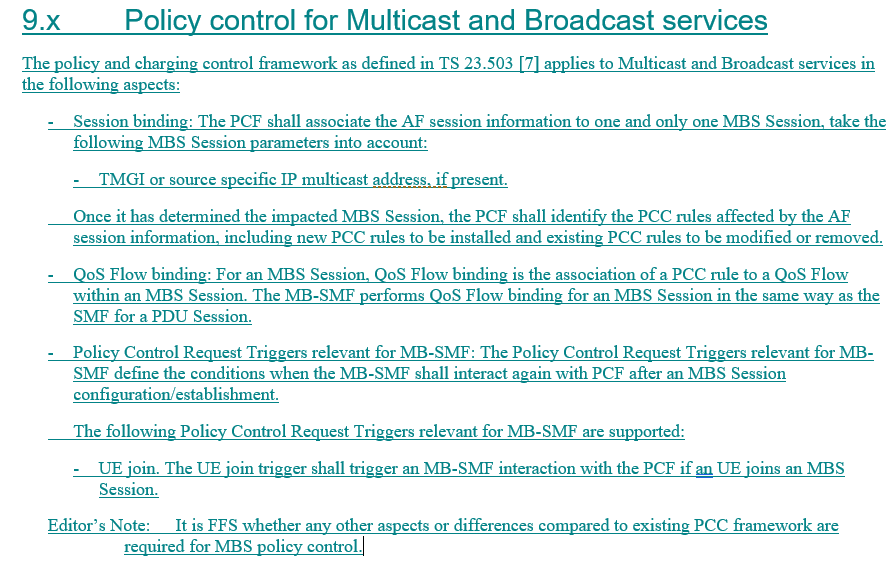 9.x Policy control for Multicast and Broadcast services
The policy and charging control framework as defined in TS 23.503 [7] applies to Multicast and Broadcast services in
the following aspects:
- Session binding: The PCF shall associate the AF session information to one and only one MBS Session, take the
following MBS Session parameters into account:
- TMGI or source specific IP multicast address, if present.
Once it has determined the impacted MBS Session, the PCF shall identify the PCC rules affected by the AF
session information, including new PCC rules to be installed and existing PCC rules to be modified or removed.
- QoS Flow binding: For an MBS Session, QoS Flow binding is the association of a PCC rule to a QoS Flow
within an MBS Session. The MB-SMF performs QoS Flow binding for an MBS Session in the same way as the
SMF for a PDU Session.
- Policy Control Request Triggers relevant for MB-SMF: The Policy Control Request Triggers relevant for MB-
SMF define the conditions when the MB-SMF shall interact again with PCF after an MBS Session
configuration/establishment.
The following Policy Control Request Triggers relevant for MB-SMF are supported:
- UE join. The UE join trigger shall trigger an MB-SMF interaction with the PCF if an UE joins an MBS
Session.
Editor's Note: It is FFS whether any other aspects or differences compared to existing PCC framework are
required for MBS policy control.